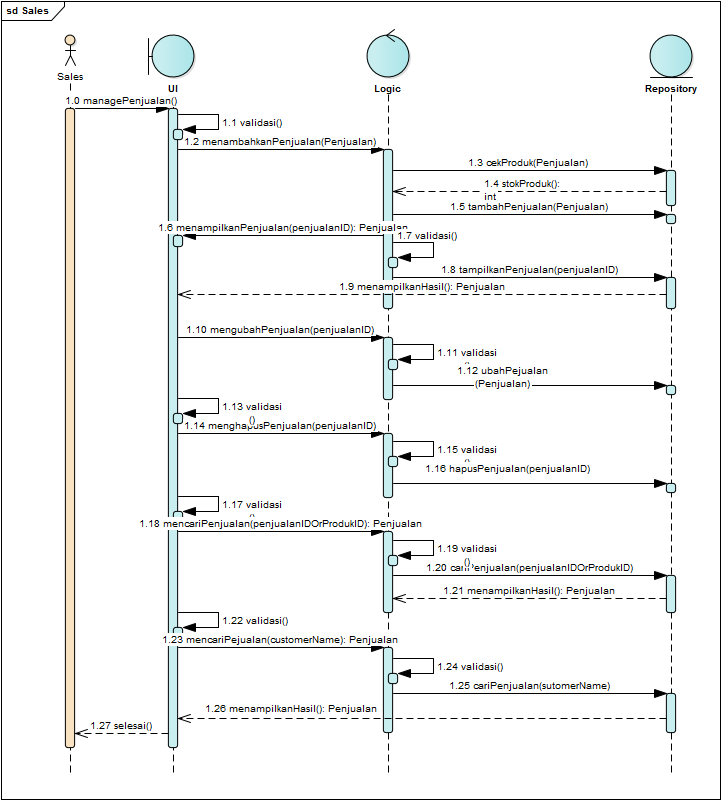 sd Sales
Sales
UI
Logic
Repository
1.0 managePenjualan()
1.1 validasi()
1.2 menambahkanPenjualan(Penjualan)
1.3 cekProduk(Penjualan)
1.4 stokProduk():
int
1.5 tambahPenjualan(Penjualan)
1.6 menampilkanPenjualan(penjualanID): Penjualan
1.7 validasi()
1.8 tampilkanPenjualan(penjualanID)
1.9 menampilkanHasil(): Penjualan
1.10 mengubahPenjualan(penjualanID)
1.11 validasi
()
1.12 ubahPejualan
(Penjualan)
1.13 validasi
()
1.14 menghapusPenjualan(penjualanID)
1.15 validasi
()
1.16 hapusPenjualan(penjualanID)
1.17 validasi
()
1.18 mencariPenjualan(penjualanIDOrProdukID): Penjualan
1.19 validasi
()
1.20 cariPenjualan(penjualanIDOrProdukID)
1.21 menampilkanHasil(): Penjualan
1.22 validasi()
1.23 mencariPejualan(customerName): Penjualan
1.24 validasi()
1.25 cariPenjualan(sutomerName)
1.26 menampilkanHasil(): Penjualan
1.27 selesai()